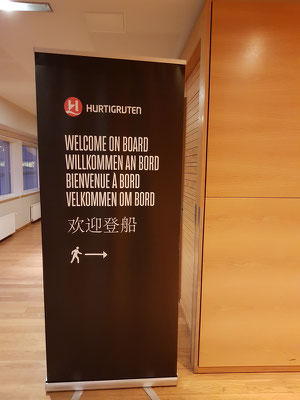 HURTIGRUTEN
WELCOME ON BOARD
WILLKOMMEN AN BORD
BIENVENUE À BORD
VELKOMMEN OM BORD
欢迎登船